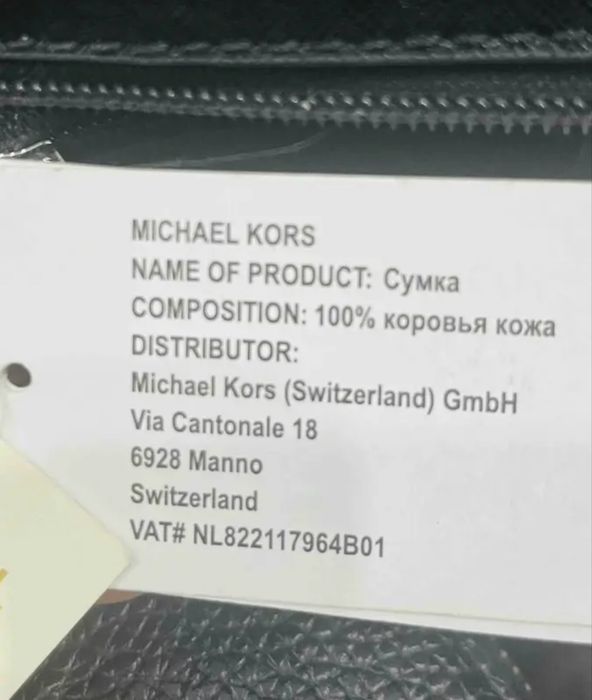 MICHAEL KORS
NAME OF PRODUCT: Сумка
COMPOSITION: 100% коровья кожа
DISTRIBUTOR:
Michael Kors (Switzerland) GmbH
Via Cantonale 18
6928 Manno
Switzerland
VAT# NL822117964B01